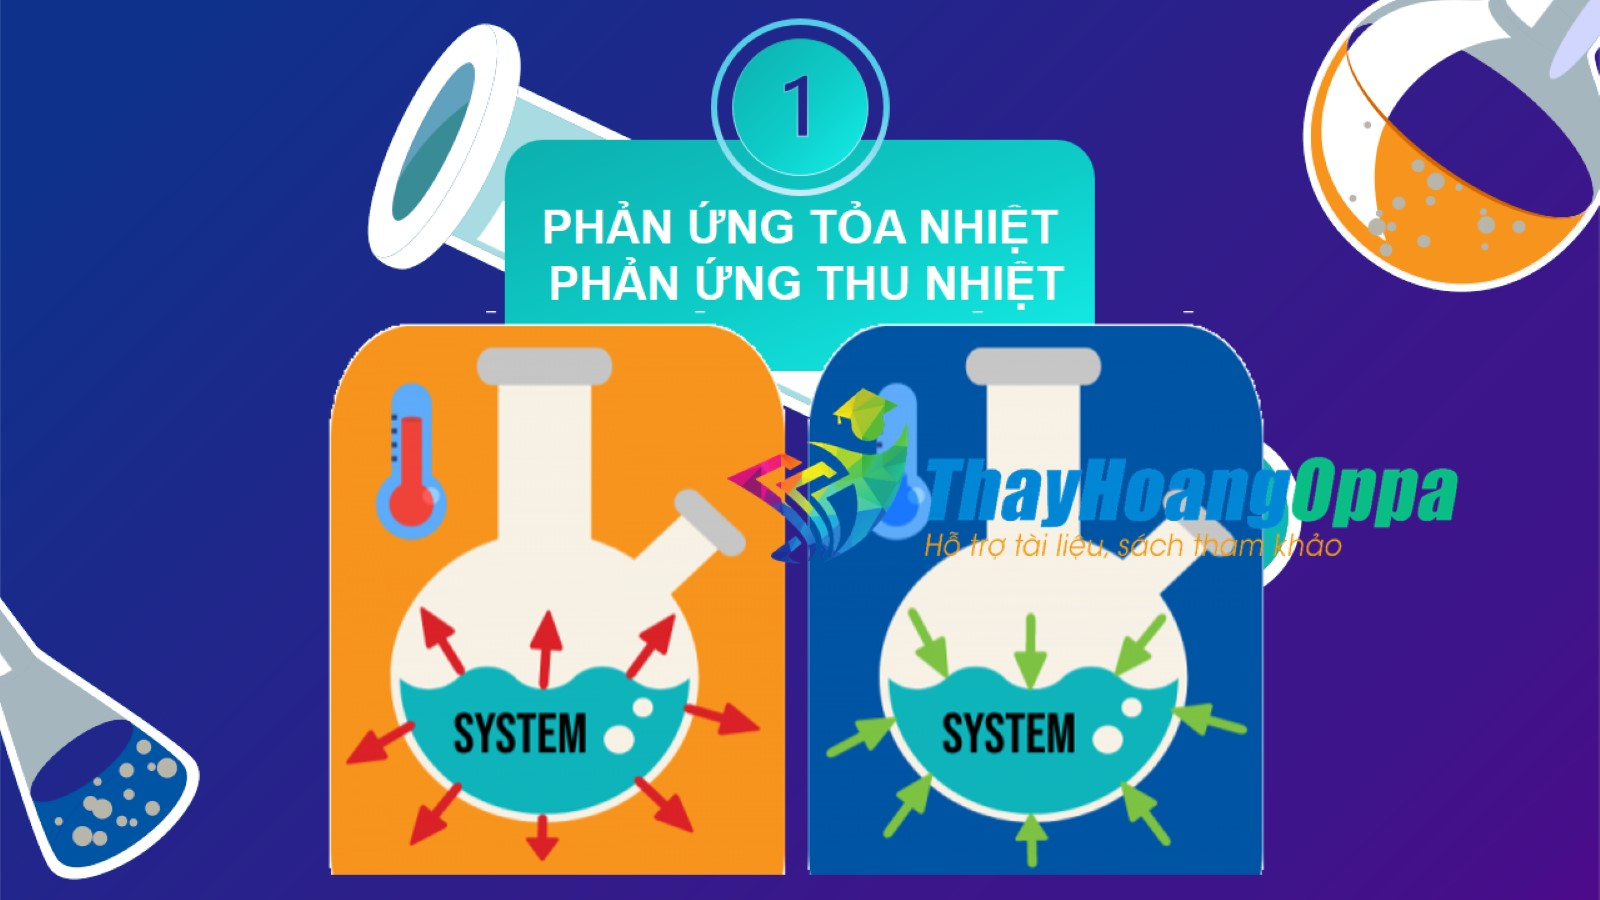 1
PHẢN ỨNG TỎA NHIỆT
PHẢN ỨNG THU NHIỆT
ThayHoangOppa
Hỗ trợ tài liệu, sách tham khảo
SYSTEM
SYSTEM